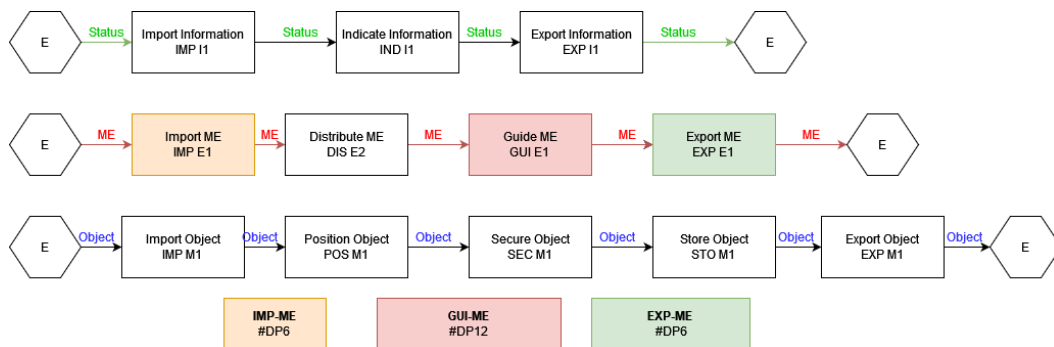 Status
Status
Status
Status
E
Import Information
IMP I1
Indicate Information
IND I1
Export Information
EXP I1
E
ME
ME
ME
ME
ME
E
Import ME
IMP E1
Distribute ME
DIS E2
Guide ME
GUI E1
Export ME
EXP E1
E
Object
Object
Object
Object
Object
Object
E
Import Object
IMP M1
Position Object
POS M1
Secure Object
SEC M1
Store Object
STO M1
Export Object
EXP M1
E
IMP-ME
#DP6
GUI-ME
#DP12
EXP-ME
#DP6